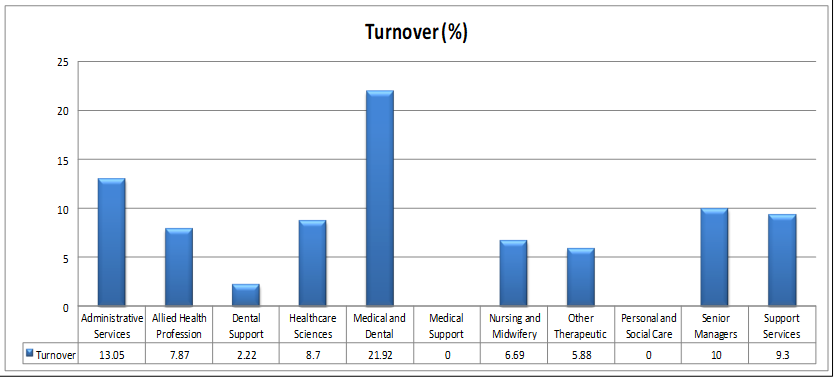 Turnover (%)
25
20
15
10
5
0
Administrative Allied Health Dental Healthcare Medical and Medical Nursing and Other Personal and Senior Support
Services Profession Support Sciences Dental Support Midwifery Therapeutic Social Care Managers Services
Turnover 13.05 7.87 2.22 8.7 21.92 0 6.69 5.88 0 10 9.3